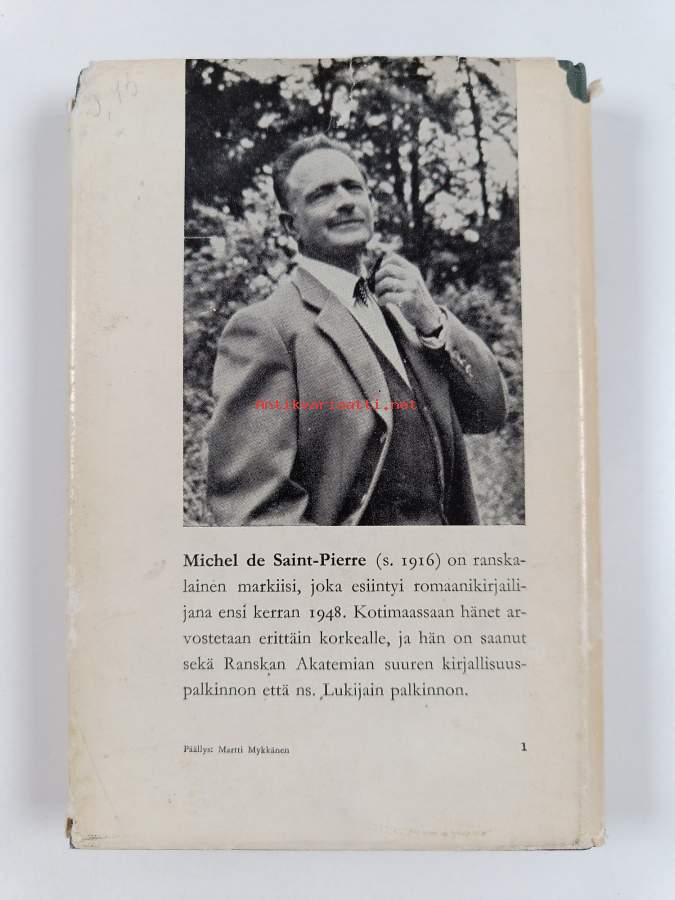 Antikvariaatti.net
Michel de Saint-Pierre (s. 1916) on ranska-
lainen markiisi, joka esiintyi romaanikirjaili-
jana ensi kerran 1948. Kotimaassaan hänet ar-
vostetaan erittäin korkealle, ja hän on saanut
sekä Ranskan Akatemian suuren kirjallisuus-
palkinnon että ns. Lukijain palkinnon.
Päällys: Martti Mykkänen
1